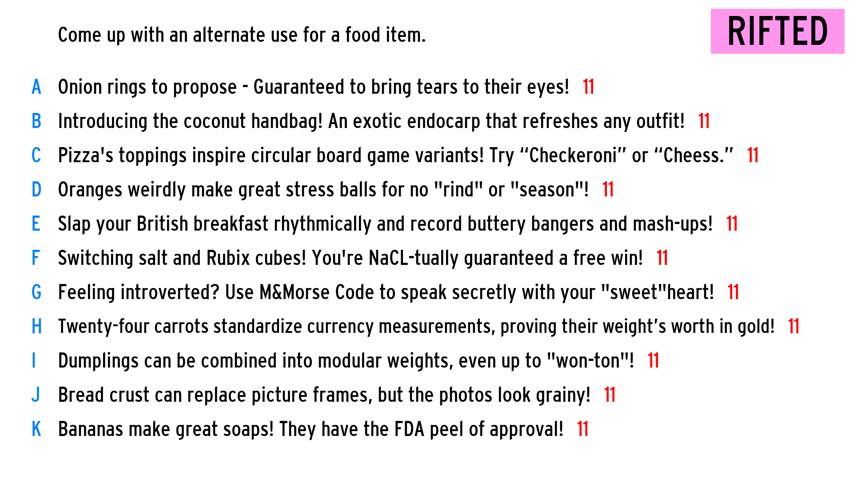 Come up with an alternate use for a food item.
RIFTED
A Onion rings to propose - Guaranteed to bring tears to their eyes! 11
B Introducing the coconut handbag! An exotic endocarp that refreshes any outfit! 11
C Pizza's toppings inspire circular board game variants! Try “Checkeroni” or “Cheess.” 11
D Oranges weirdly make great stress balls for no "rind" or "season"! 11
E Slap your British breakfast rhythmically and record buttery bangers and mash-ups! 11
F Switching salt and Rubix cubes! You're NaCL-tually guaranteed a free win! 11
G Feeling introverted? Use M&Morse Code to speak secretly with your "sweet"heart! 11
H Twenty-four carrots standardize currency measurements, proving their weight’s worth in gold! 11
I Dumplings can be combined into modular weights, even up to "won-ton"! 11
J Bread crust can replace picture frames, but the photos look grainy! 11
K Bananas make great soaps! They have the FDA peel of approval! 11